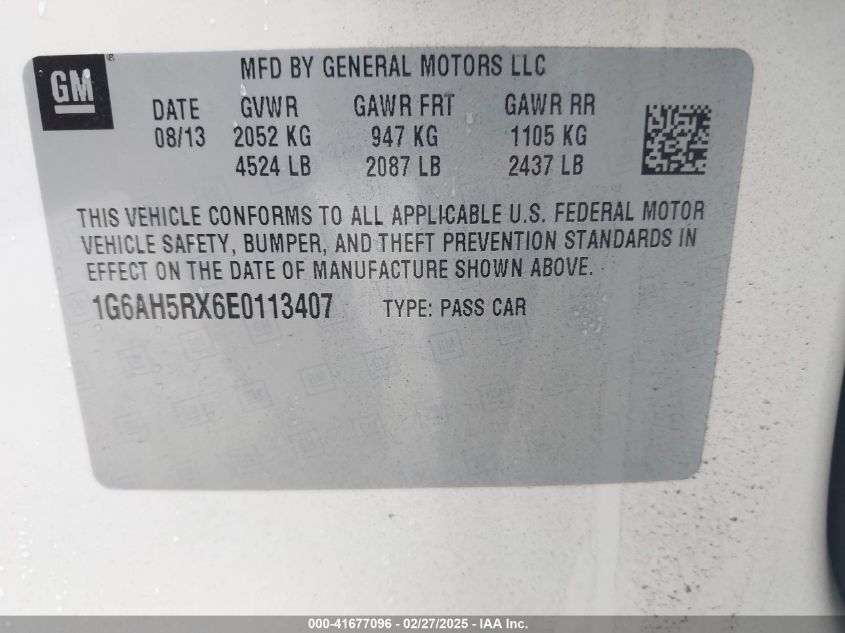 GM
MFD BY GENERAL MOTORS LLC
DATE GVWR GAWR FRT GAWR RR
08/13 2052 KG 947 KG 1105 KG
4524 LB 2087 LB 2437 LB
THIS VEHICLE CONFORMS TO ALL APPLICABLE U.S. FEDERAL MOTOR
VEHICLE SAFETY, BUMPER, AND THEFT PREVENTION STANDARDS IN
EFFECT ON THE DATE OF MANUFACTURE SHOWN ABOVE.
1G6AH5RX6E0113407 TYPE: PASS CAR
000-41677096 - 02/27/2025 - IAA Inc.